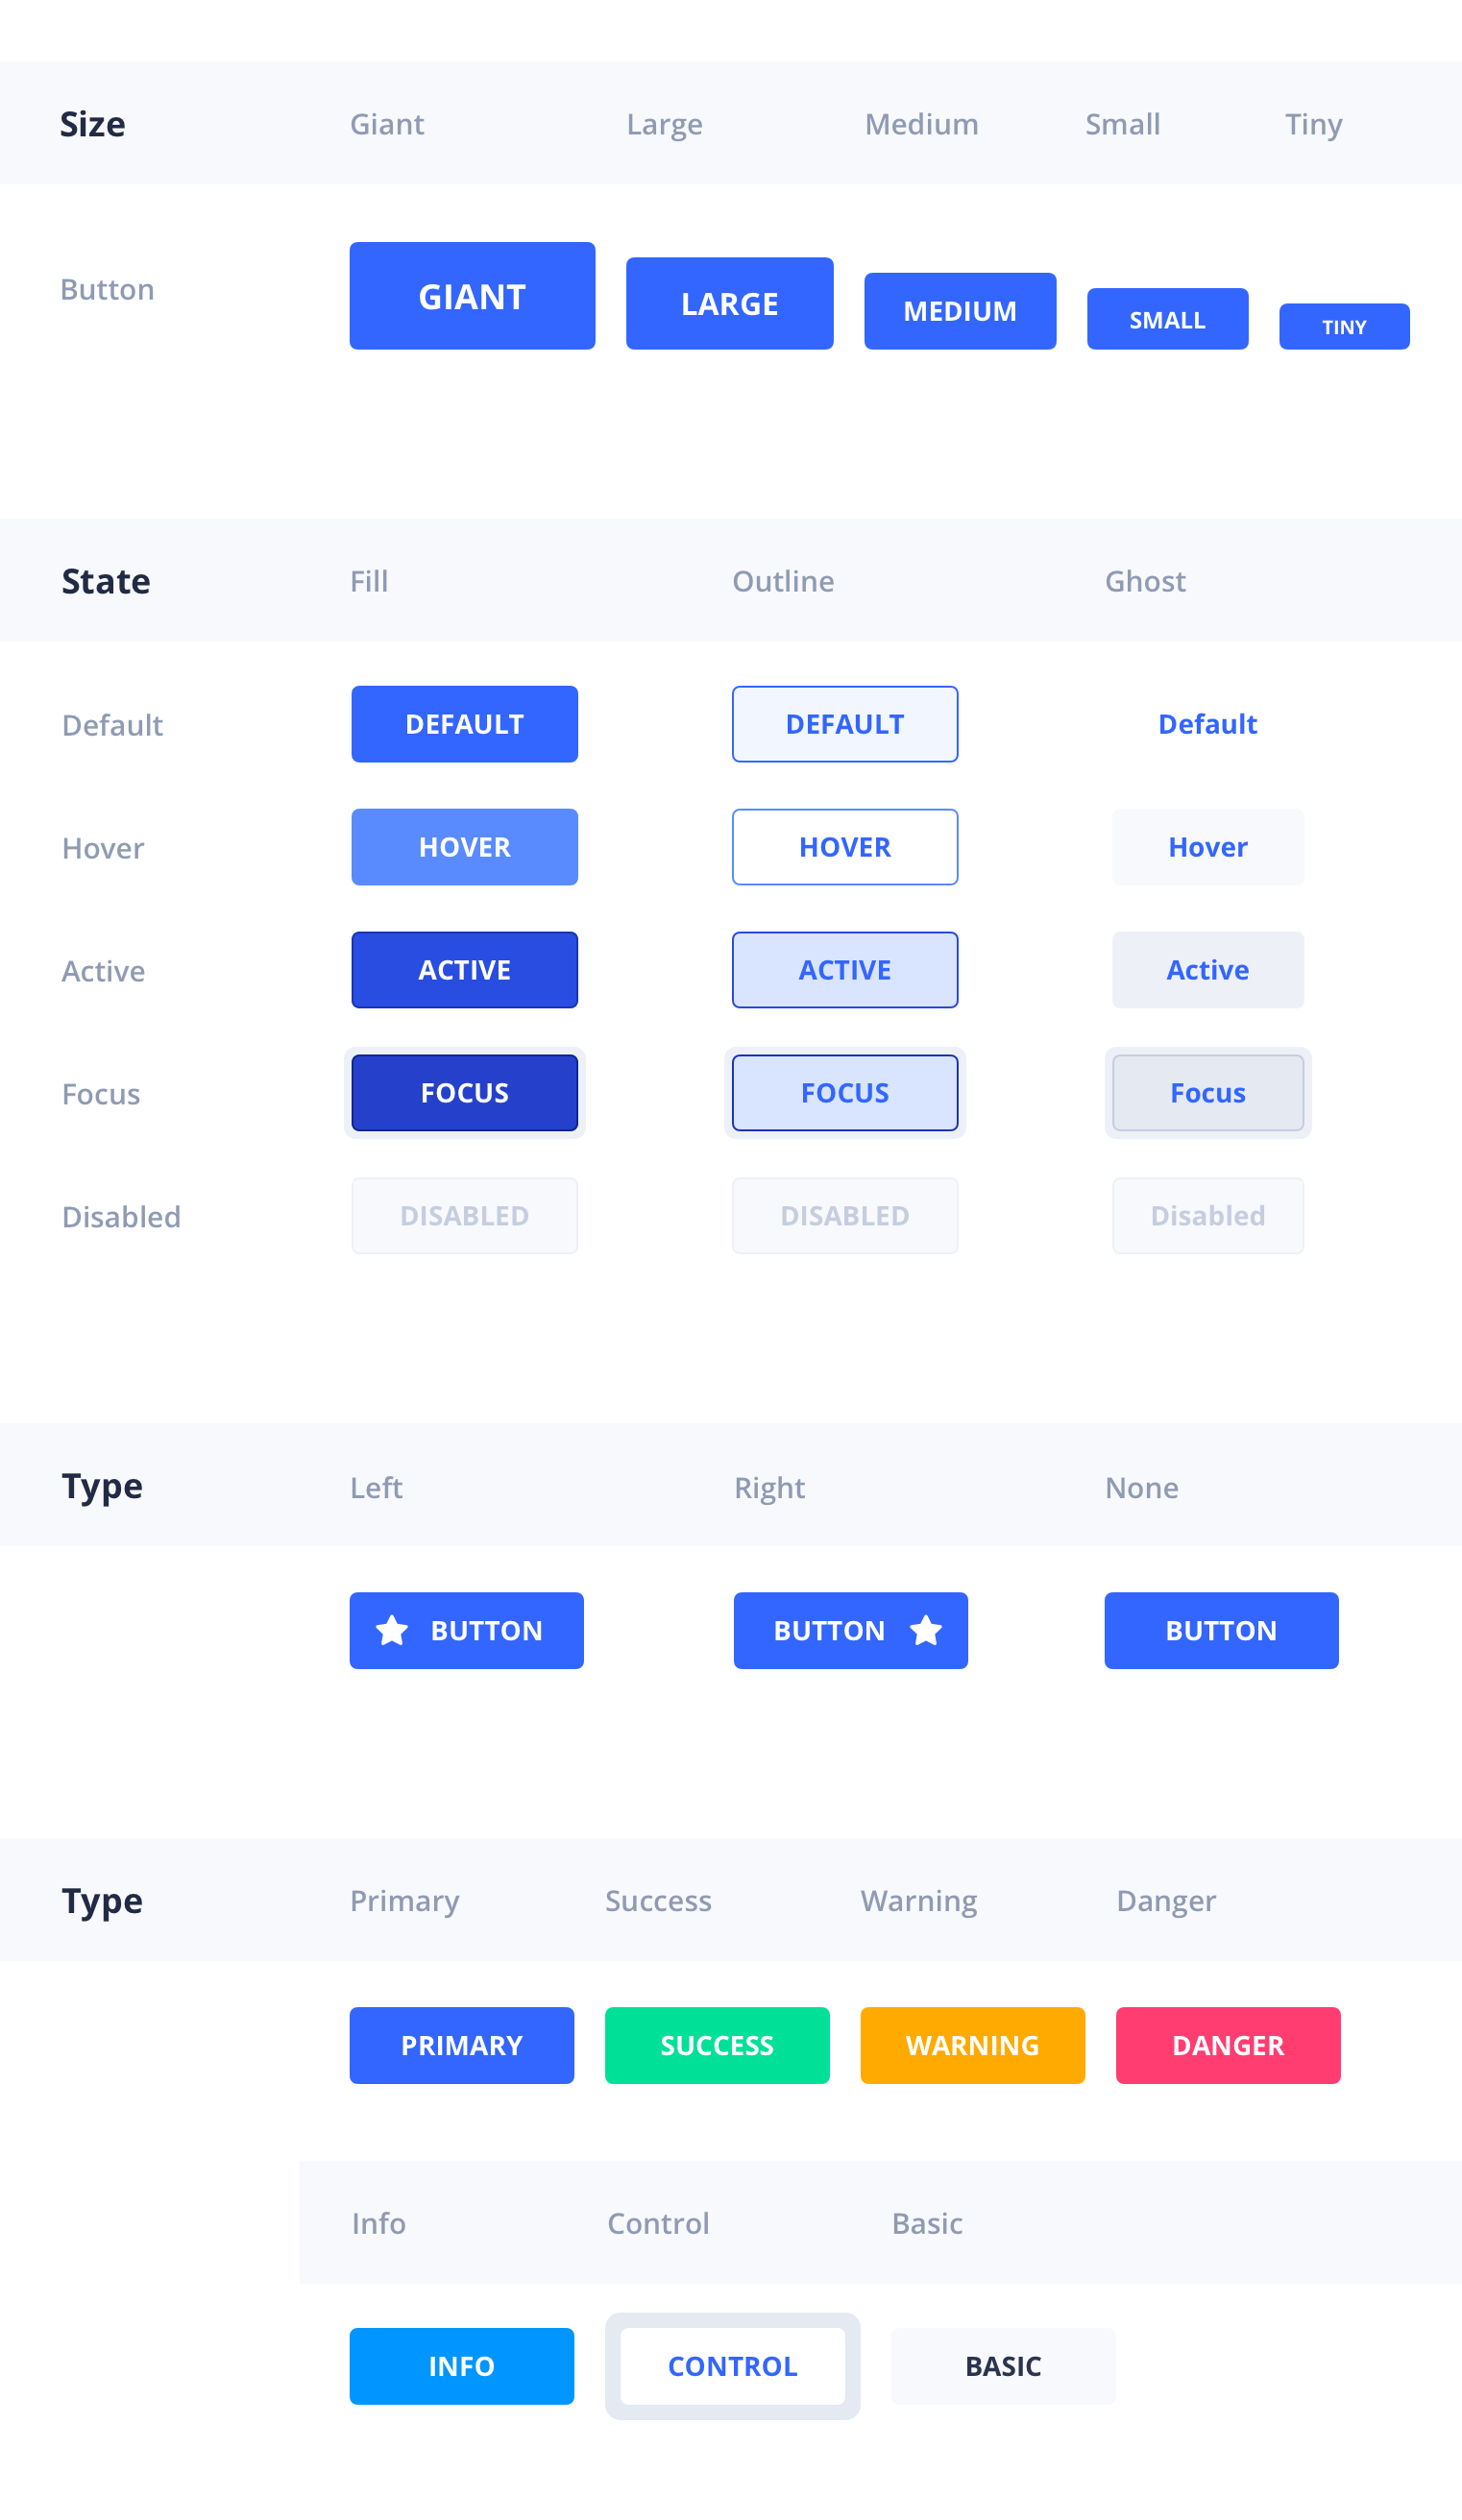 Size Giant Large Medium Small Tiny
Button GIANT LARGE MEDIUM SMALL TINY
State Fill Outline Ghost
Default DEFAULT DEFAULT Default
Hover HOVER HOVER Hover
Active ACTIVE ACTIVE Active
Focus FOCUS FOCUS Focus
Disabled DISABLED DISABLED Disabled
Type Left Right None
BUTTON BUTTON BUTTON
Type Primary Success Warning Danger
PRIMARY SUCCESS WARNING DANGER
Info Control Basic
INFO CONTROL BASIC